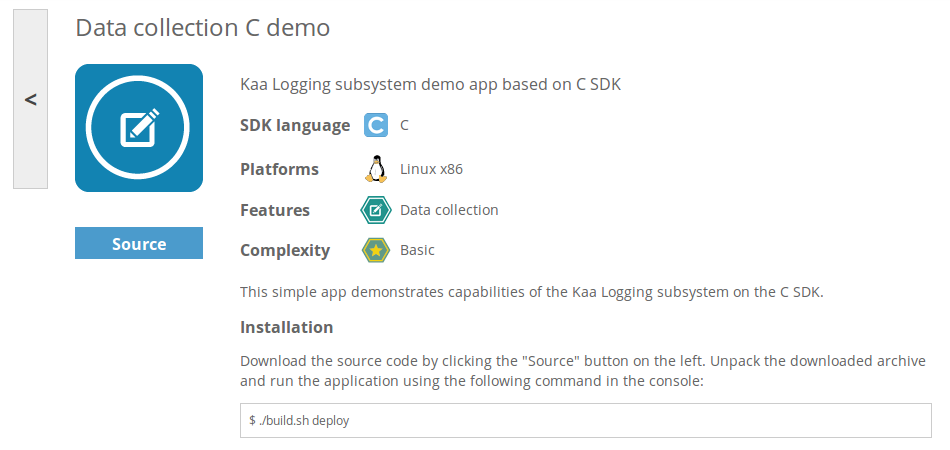 Data collection C demo
<
Kaa Logging subsystem demo app based on C SDK
SDK language C C
Platforms Linux x86
Features Data collection
Source
Complexity Basic
This simple app demonstrates capabilities of the Kaa Logging subsystem on the C SDK.
Installation
Download the source code by clicking the "Source" button on the left. Unpack the downloaded archive
and run the application using the following command in the console:
$ ./build.sh deploy